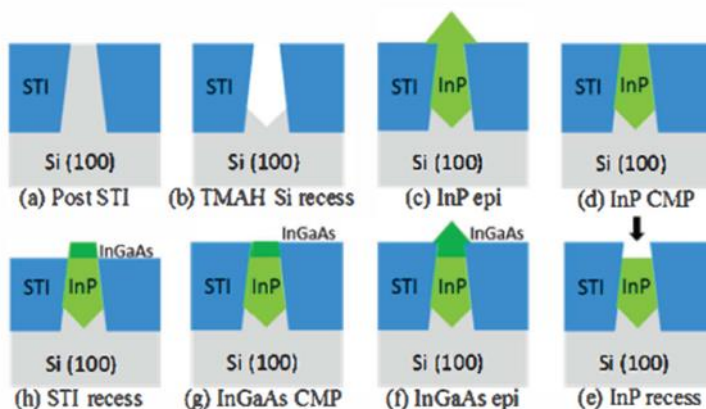 STI
Si (100)
(a) Post STI
STI
Si (100)
(b) TMAH Si recess
STI
InP
Si (100)
(c) InP epi
STI
InP
Si (100)
(d) InP CMP
InGaAs
STI
InP
Si (100)
(h) STI recess
InGaAs
STI
InP
Si (100)
(g) InGaAs CMP
InGaAs
STI
InP
Si (100)
(f) InGaAs epi
STI
InP
Si (100)
(e) InP recess